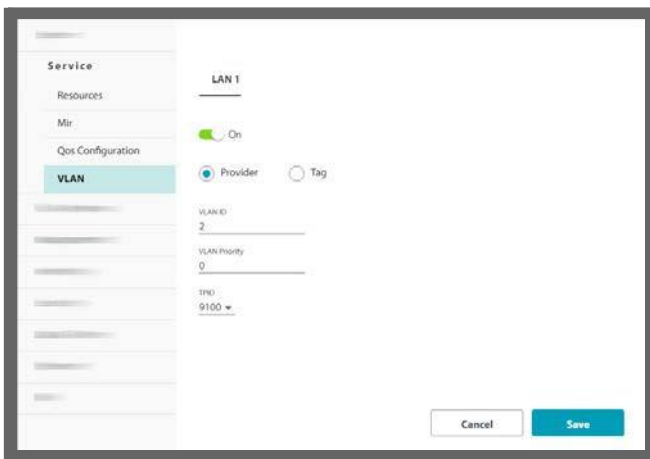 Service
Resources
Mir
Qos Configuration
VLAN
LAN 1
On
Provider
Tag
VLAN ID
2
VLAN Priority
0
TPID
9100
Cancel
Save